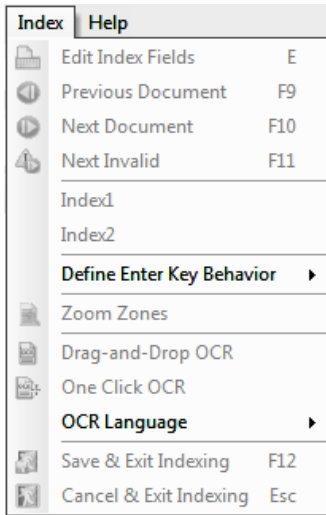 Index Help
Edit Index Fields E
Previous Document F9
Next Document F10
Next Invalid F11
Index1
Index2
Define Enter Key Behavior
Zoom Zones
Drag-and-Drop OCR
One Click OCR
OCR Language
Save & Exit Indexing F12
Cancel & Exit Indexing Esc